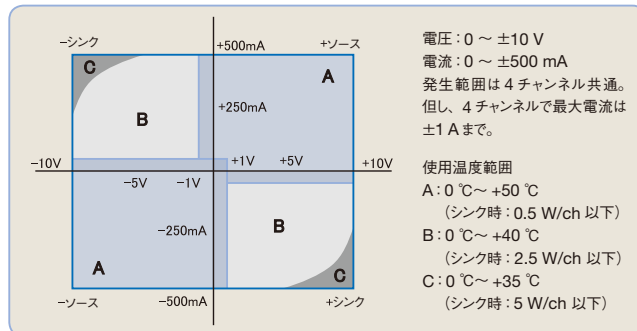 −シンク
+500mA
+ソース
C
A
B
+250mA
−10V
+1V
+5V
+10V
−5V
−1V
−250mA
B
A
C
−ソース
−500mA
+シンク
電圧：0 ～ ±10 V
電流：0 ～ ±500 mA
発生範囲は 4 チャンネル共通。
但し、4 チャンネルで最大電流は
±1 A まで。
使用温度範囲
A：0 ℃～ +50 ℃
（シンク時：0.5 W/ch 以下）
B：0 ℃～ +40 ℃
（シンク時：2.5 W/ch 以下）
C：0 ℃～ +35 ℃
（シンク時：5 W/ch 以下）